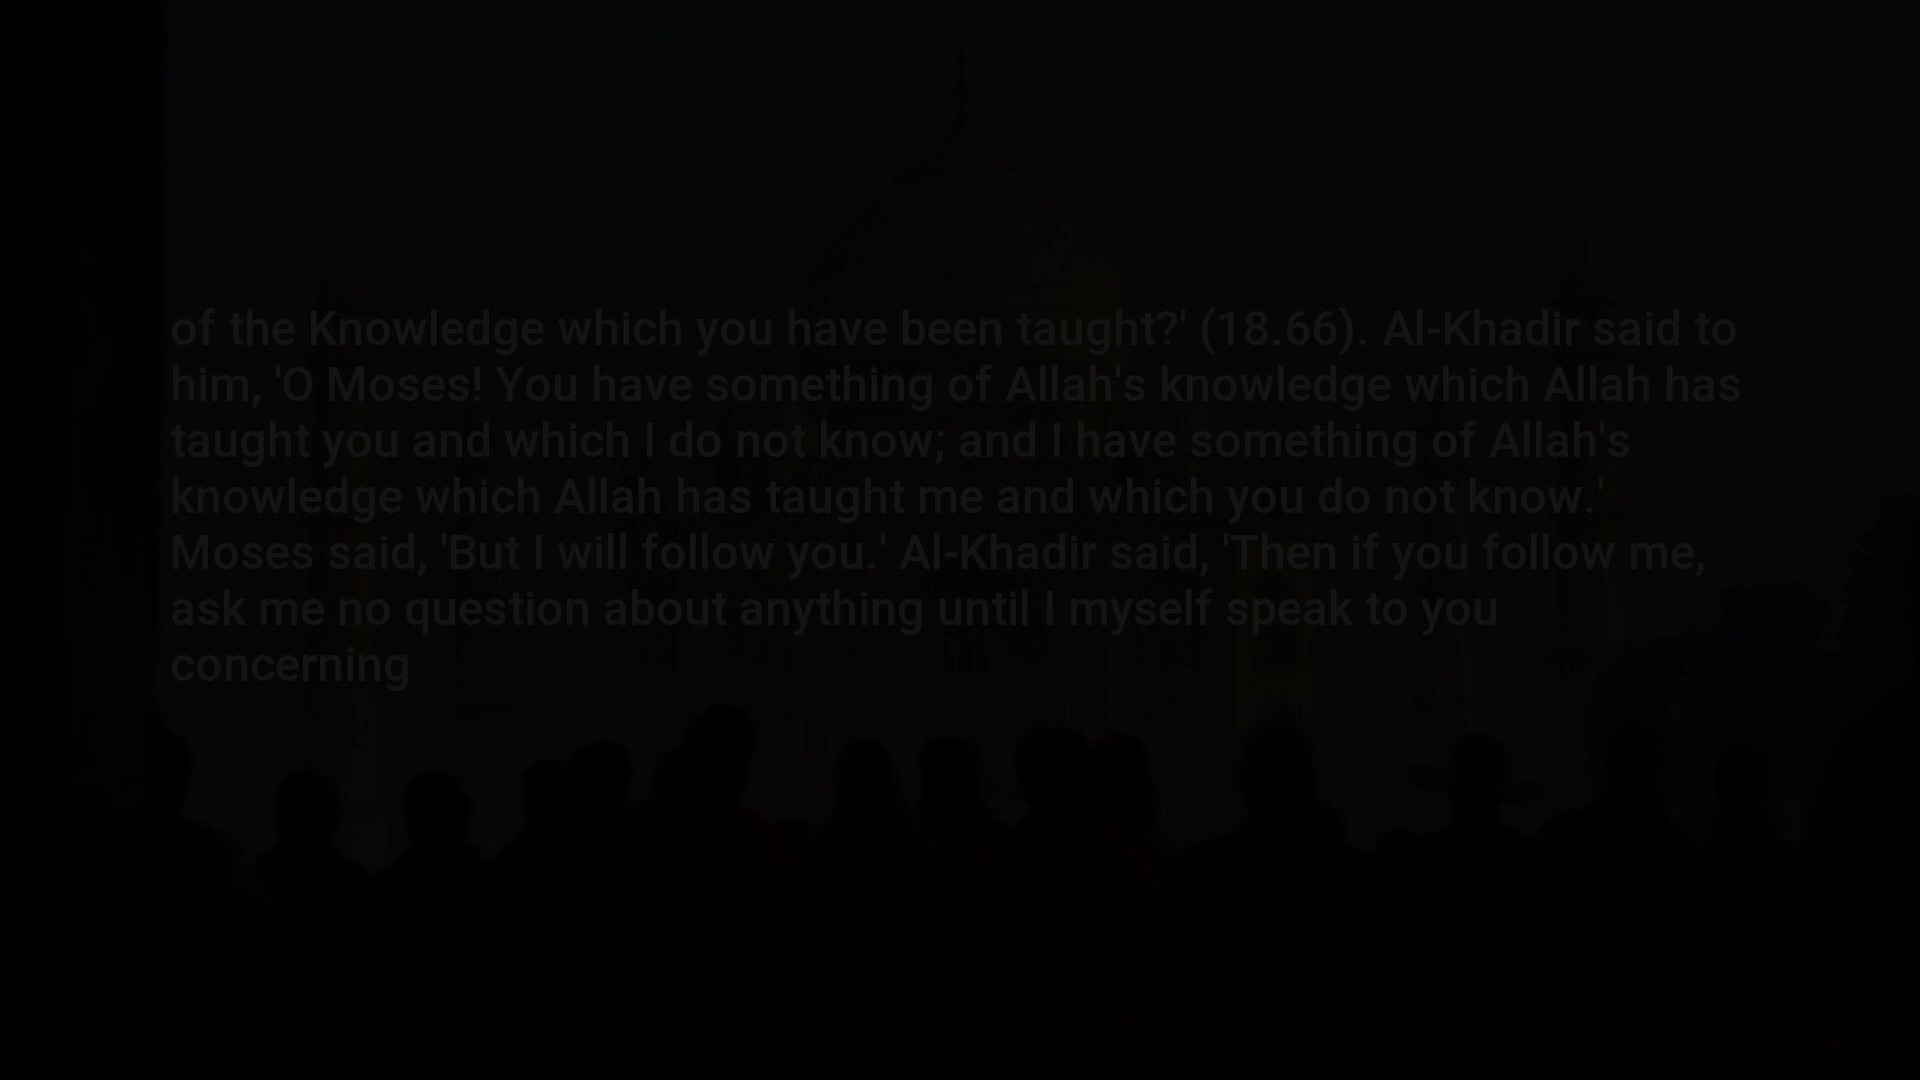 of the Knowledge which you have been taught?' (18.66). Al-Khadir said to
him, 'O Moses! You have something of Allah's knowledge which Allah has
taught you and which I do not know; and I have something of Allah's
knowledge which Allah has taught me and which you do not know.'
Moses said, 'But I will follow you.' Al-Khadir said, 'Then if you follow me,
ask me no question about anything until I myself speak to you
concerning